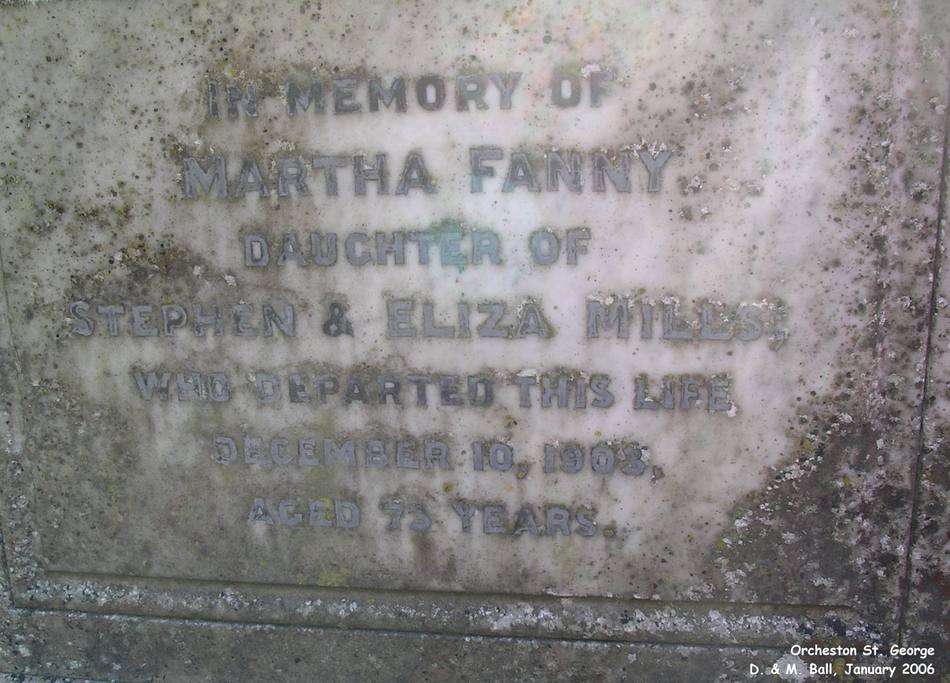 IN MEMORY OF
MARTHA FANNY
DAUGHTER OF
STEPHEN & ELIZA MILLS,
WHO DEPARTED THIS LIFE
DECEMBER 10, 1903,
AGED 73 YEARS.
Orcheston St. George
D. & M. Ball, January 2006